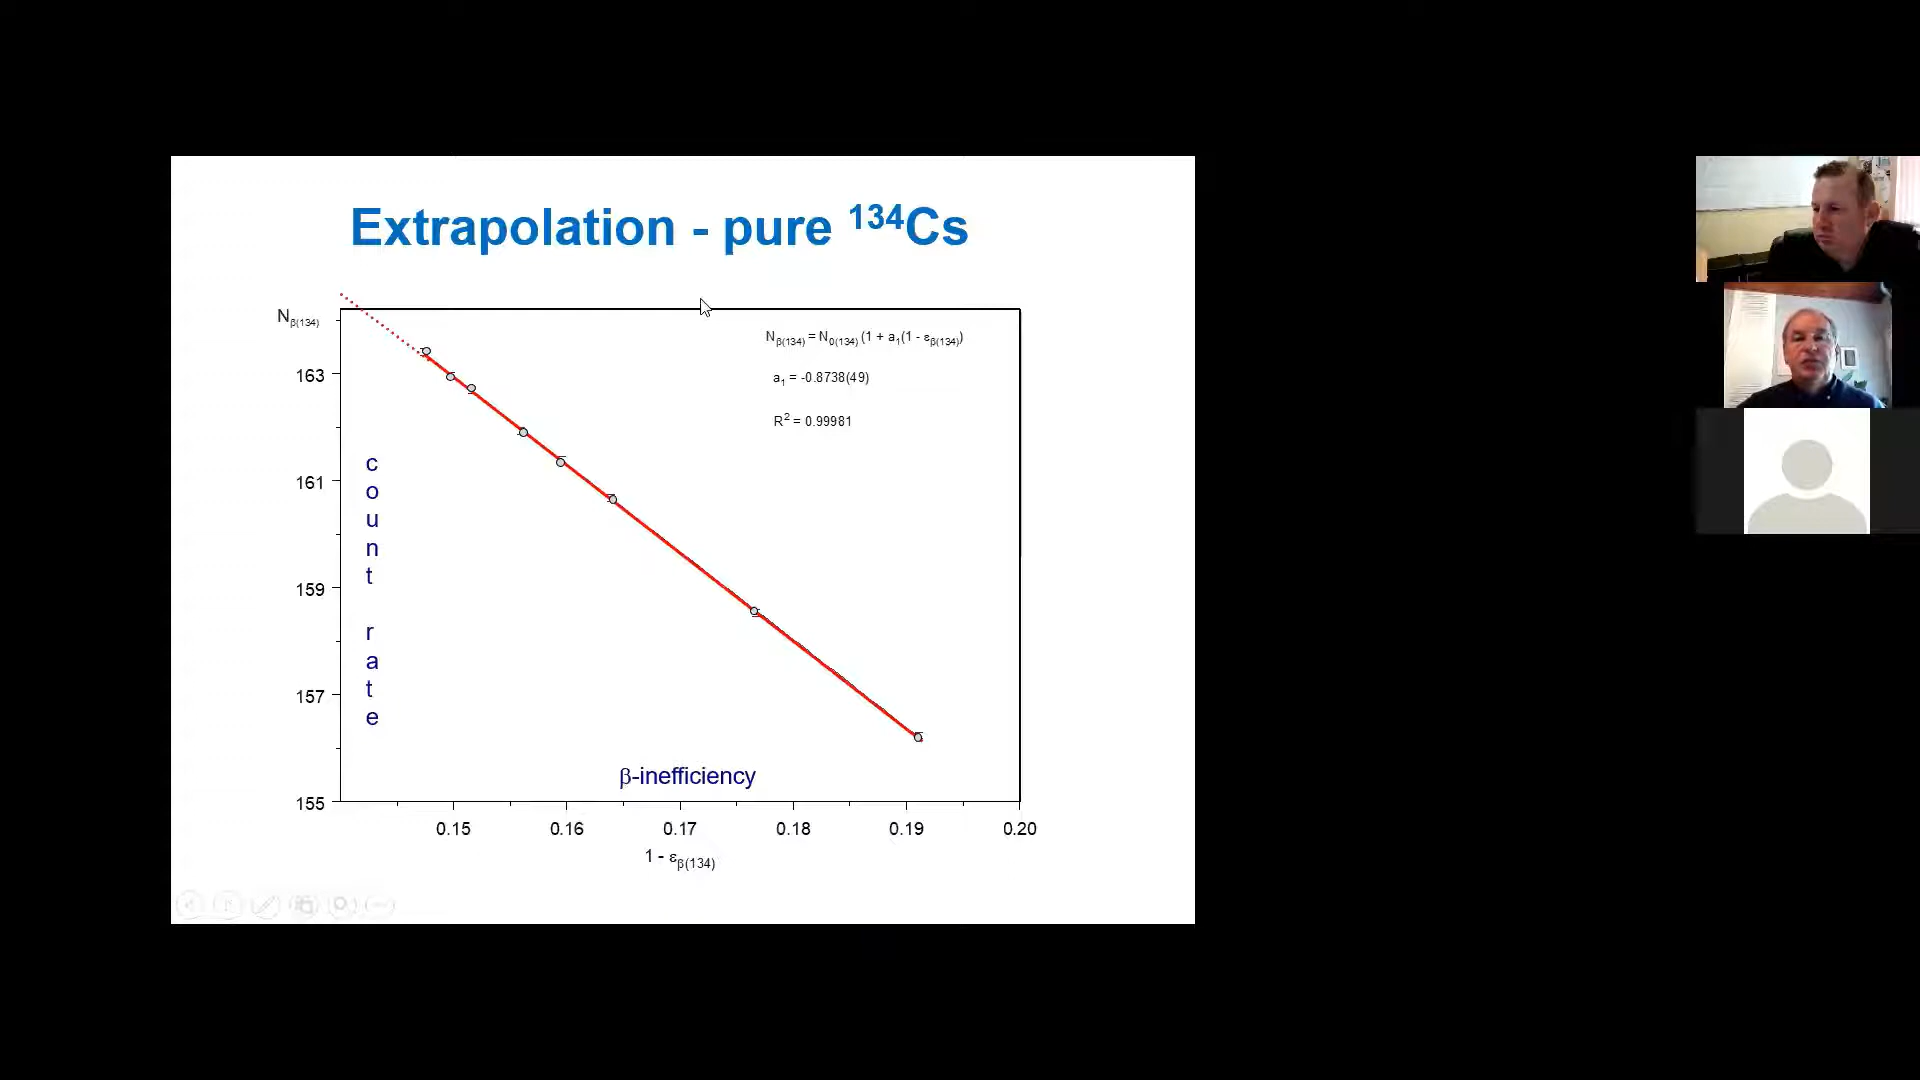 Extrapolation - pure ¹³⁴Cs
Nβ(134)
Nβ(134) = N0(134) (1 + a1(1 - εβ(134))
a1 = -0.8738(49)
R² = 0.99981
163
161
159
157
155
count rate
β-inefficiency
0.15 0.16 0.17 0.18 0.19 0.20
1 - εβ(134)